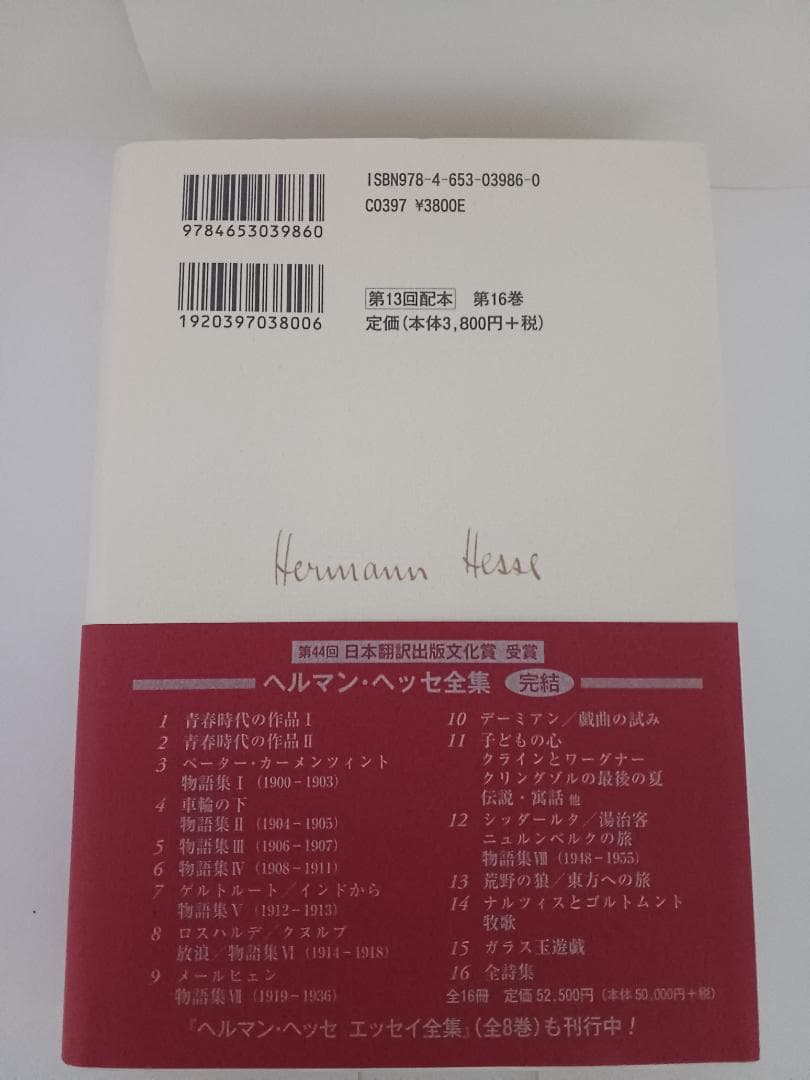 ISBN978-4-653-03986-0
C0397 ¥3800E
9784653039860
1920397038006
第13回配本 第16巻
定価(本体3,800円+税)
Hermann Hesse
第44回 日本翻訳出版文化賞 受賞
ヘルマン・ヘッセ全集 完結
1 青春時代の作品Ⅰ
2 青春時代の作品Ⅱ
3 ペーター・カーメンツィント
物語集Ⅰ(1900-1903)
4 車輪の下
物語集Ⅱ(1904-1905)
5 物語集Ⅲ(1906-1907)
6 物語集Ⅳ(1908-1911)
7 ゲルトルート/インドから
物語集Ⅴ(1912-1913)
8 ロスハルデ/クヌルプ
放浪/物語集Ⅵ(1914-1918)
9 メールヒェン
物語集Ⅶ(1919-1936)
10 デーミアン/戯曲の試み
11 子どもの心
クラインとワーグナー
クリングゾルの最後の夏
伝説・寓話 他
12 シッダールタ/湯治客
ニュルンベルクの旅
物語集Ⅷ(1948-1955)
13 荒野の狼/東方への旅
14 ナルツィスとゴルトムント
牧歌
15 ガラス玉遊戯
16 全詩集
全16冊 定価52,500円(本体50,000円+税)
『ヘルマン・ヘッセ エッセイ全集』(全8巻)も刊行中!